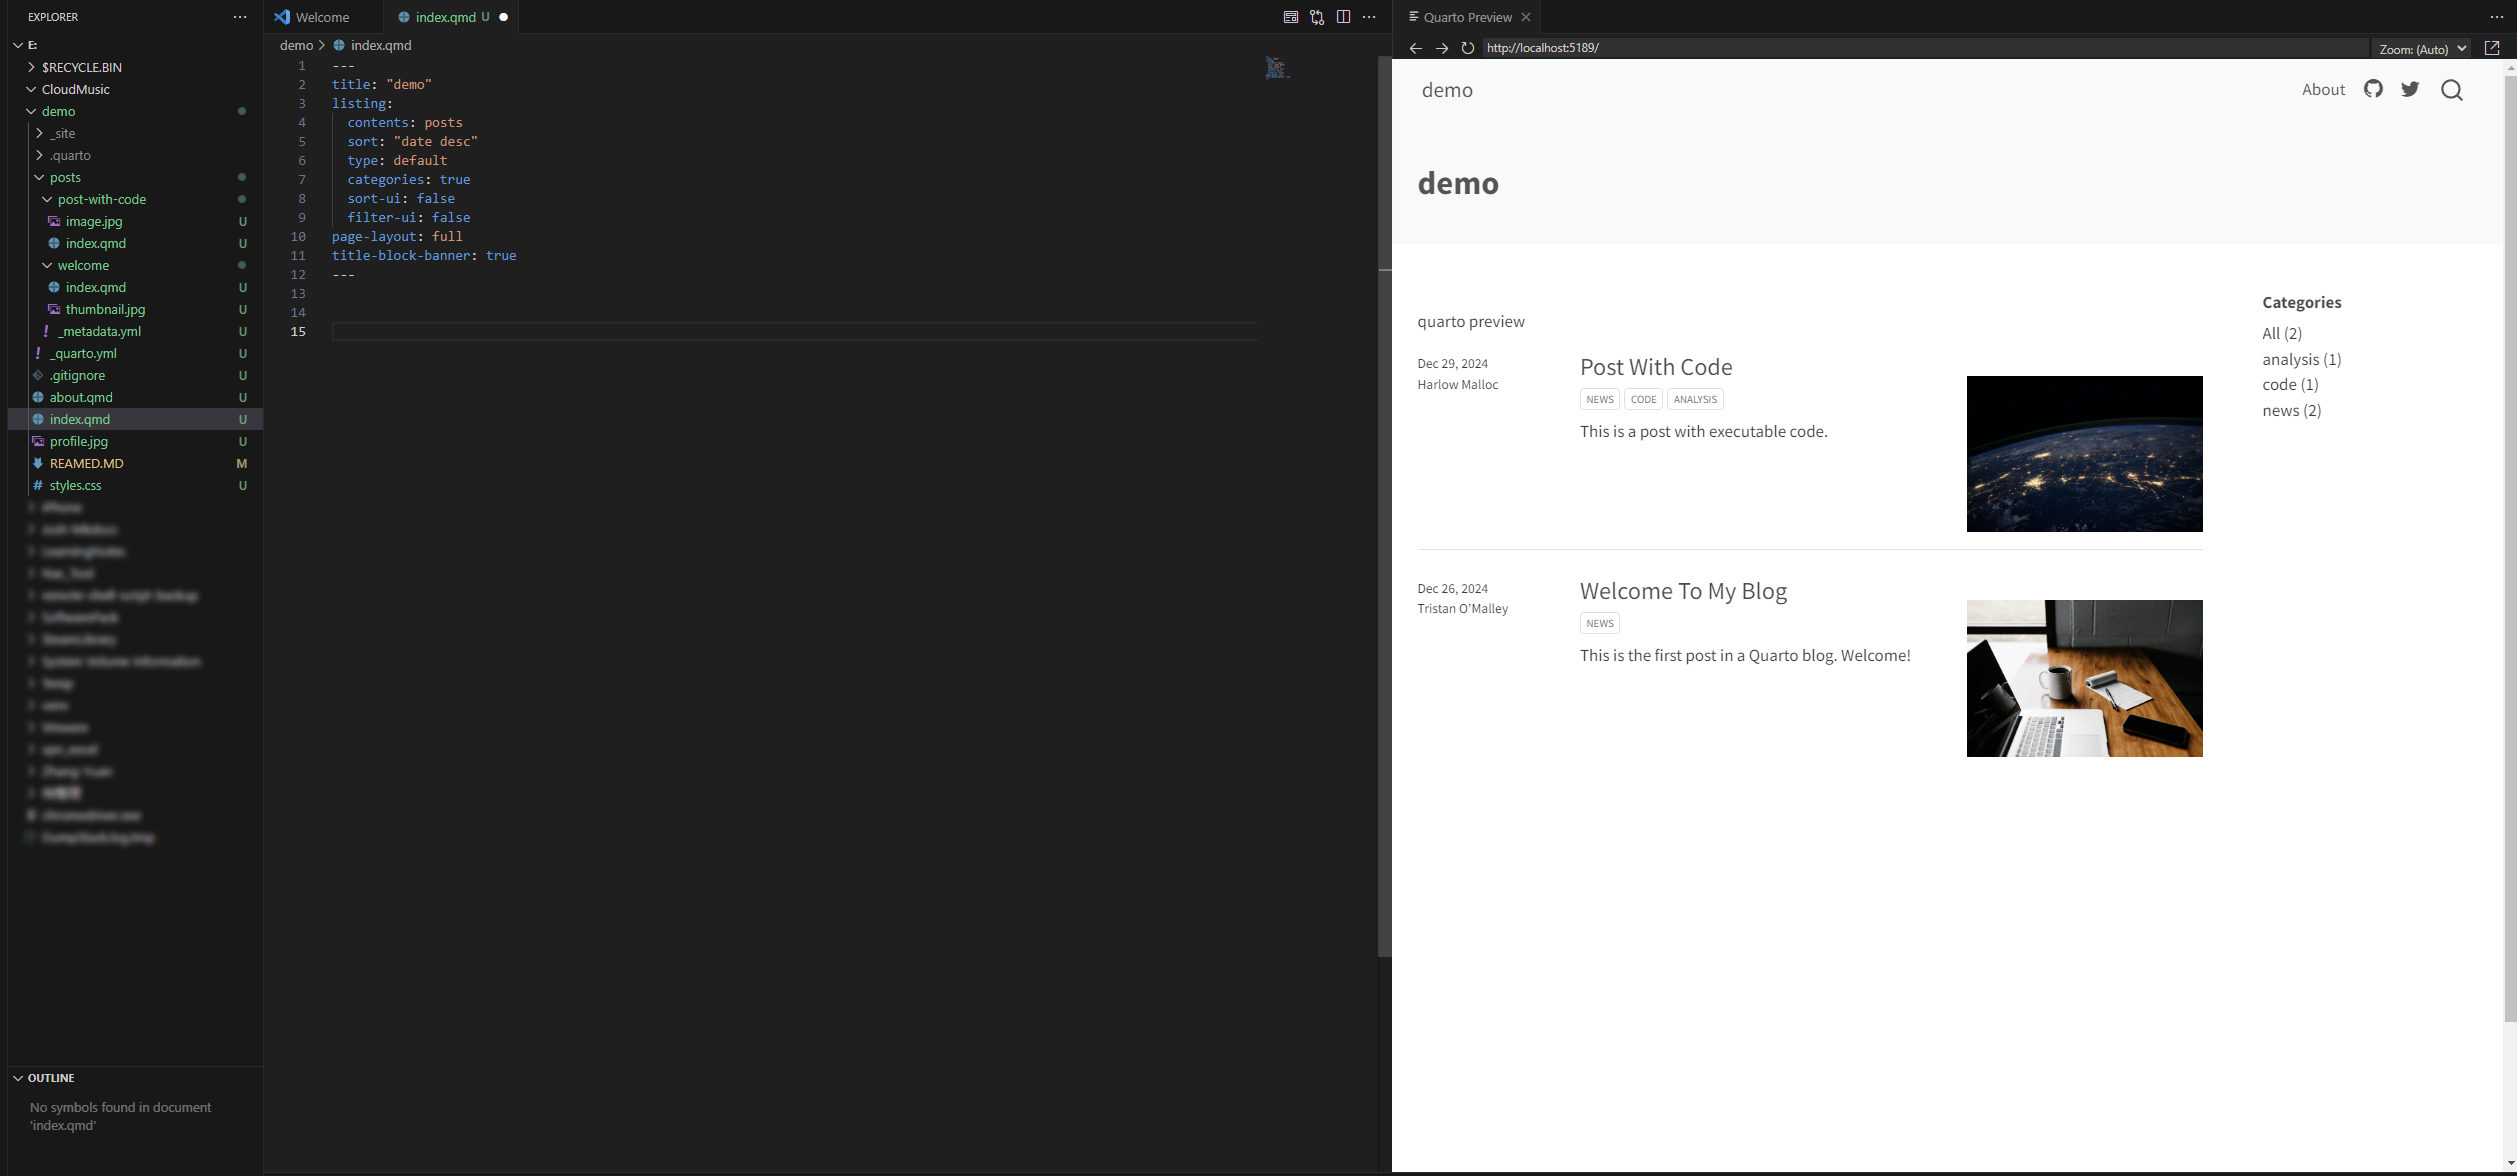 EXPLORER
E:
$RECYCLE.BIN
CloudMusic
demo
_site
.quarto
posts
post-with-code
image.jpg U
index.qmd U
welcome
index.qmd U
thumbnail.jpg U
_metadata.yml U
_quarto.yml U
.gitignore U
about.qmd U
index.qmd U
profile.jpg U
REAMED.MD M
styles.css U
OUTLINE
No symbols found in document
'index.qmd'
Welcome
index.qmd U
demo > index.qmd
1 ---
2 title: "demo"
3 listing:
4 contents: posts
5 sort: "date desc"
6 type: default
7 categories: true
8 sort-ui: false
9 filter-ui: false
10 page-layout: full
11 title-block-banner: true
12 ---
13
14
15
Quarto Preview
http://localhost:5189/
Zoom: (Auto)
demo
About
demo
quarto preview
Dec 29, 2024
Harlow Malloc
Post With Code
NEWS CODE ANALYSIS
This is a post with executable code.
Dec 26, 2024
Tristan O'Malley
Welcome To My Blog
NEWS
This is the first post in a Quarto blog. Welcome!
Categories
All (2)
analysis (1)
code (1)
news (2)